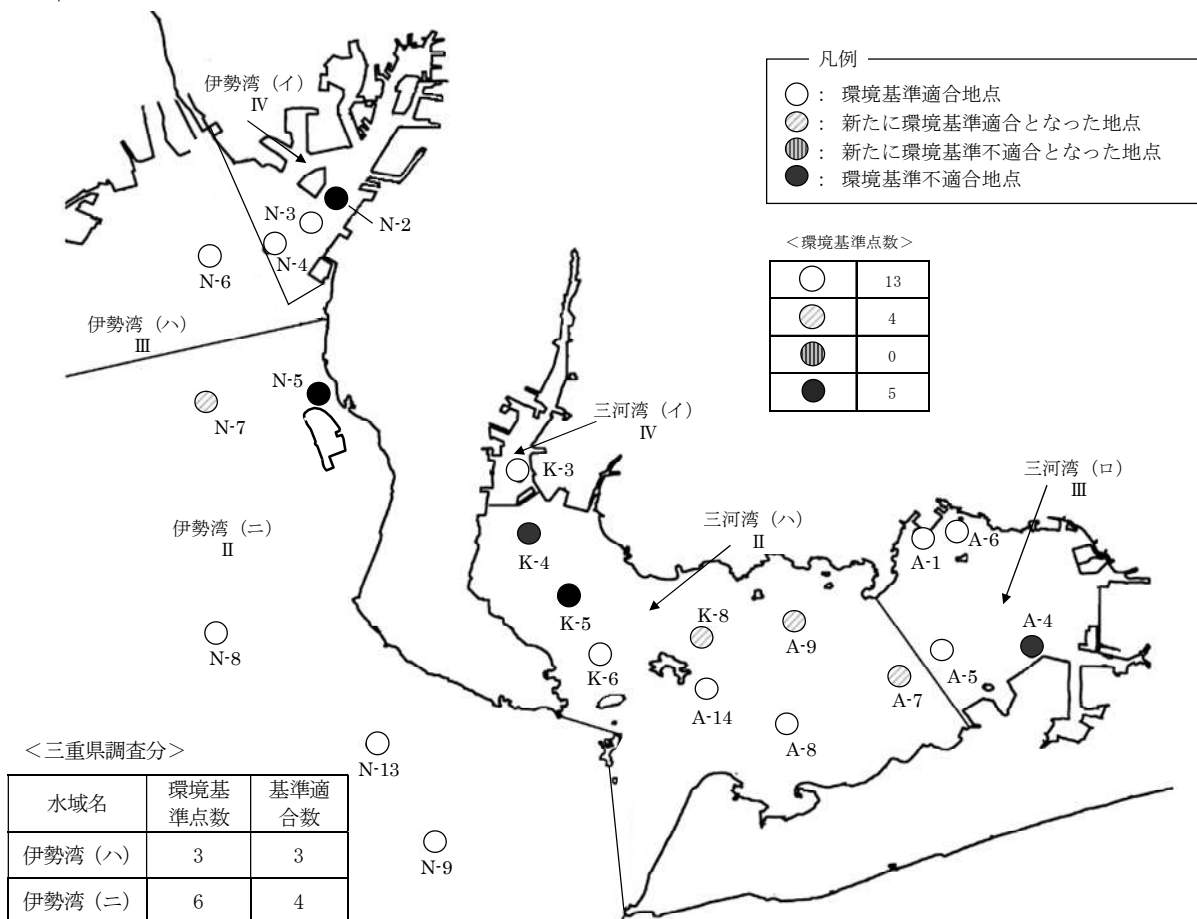 凡例
○ : 環境基準適合地点
: 新たに環境基準適合となった地点
: 新たに環境基準不適合となった地点
● : 環境基準不適合地点
<環境基準点数>
○ 13
4
0
● 5
伊勢湾（イ）
Ⅳ
N-3
N-2
N-4
N-6
伊勢湾（ハ）
Ⅲ
N-5
N-7
三河湾（イ）
Ⅳ
K-3
三河湾（ロ）
Ⅲ
伊勢湾（ニ）
Ⅱ
三河湾（ハ）
Ⅱ
A-6
A-1
K-4
K-5
K-8
A-9
A-4
N-8
K-6
A-5
A-7
A-14
A-8
N-13
N-9
<三重県調査分>
水域名 環境基準点数 基準適合数
伊勢湾（ハ） 3 3
伊勢湾（ニ） 6 4